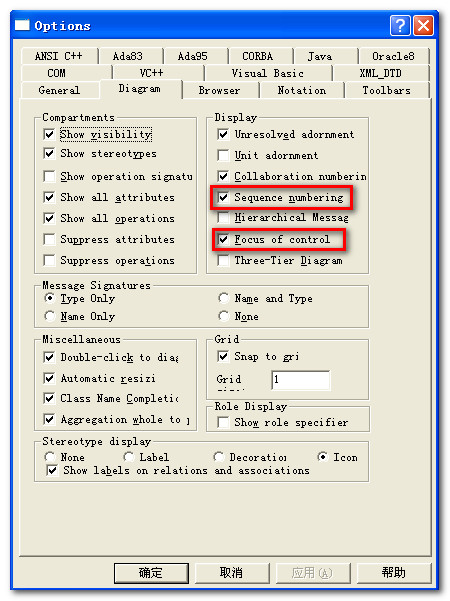 Options
ANSI C++ Ada83 Ada95 CORBA Java Oracle8
COM VC++ Visual Basic XML_DTD
General Diagram Browser Notation Toolbars
Compartments
Show visibility
Show stereotypes
Show operation signatu
Show all attributes
Show all operations
Suppress attributes
Suppress operations
Display
Unresolved adornment
Unit adornment
Collaboration numberin
Sequence numbering
Hierarchical Messag
Focus of control
Three-Tier Diagram
Message Signatures
Type Only Name and Type
Name Only None
Miscellaneous
Double-click to diag
Automatic resizi
Class Name Completio
Aggregation whole to p
Grid
Snap to gri
Grid
1
Role Display
Show role specifier
Stereotype display
None Label Decoration Icon
Show labels on relations and associations
确定 取消 应用(A) 帮助